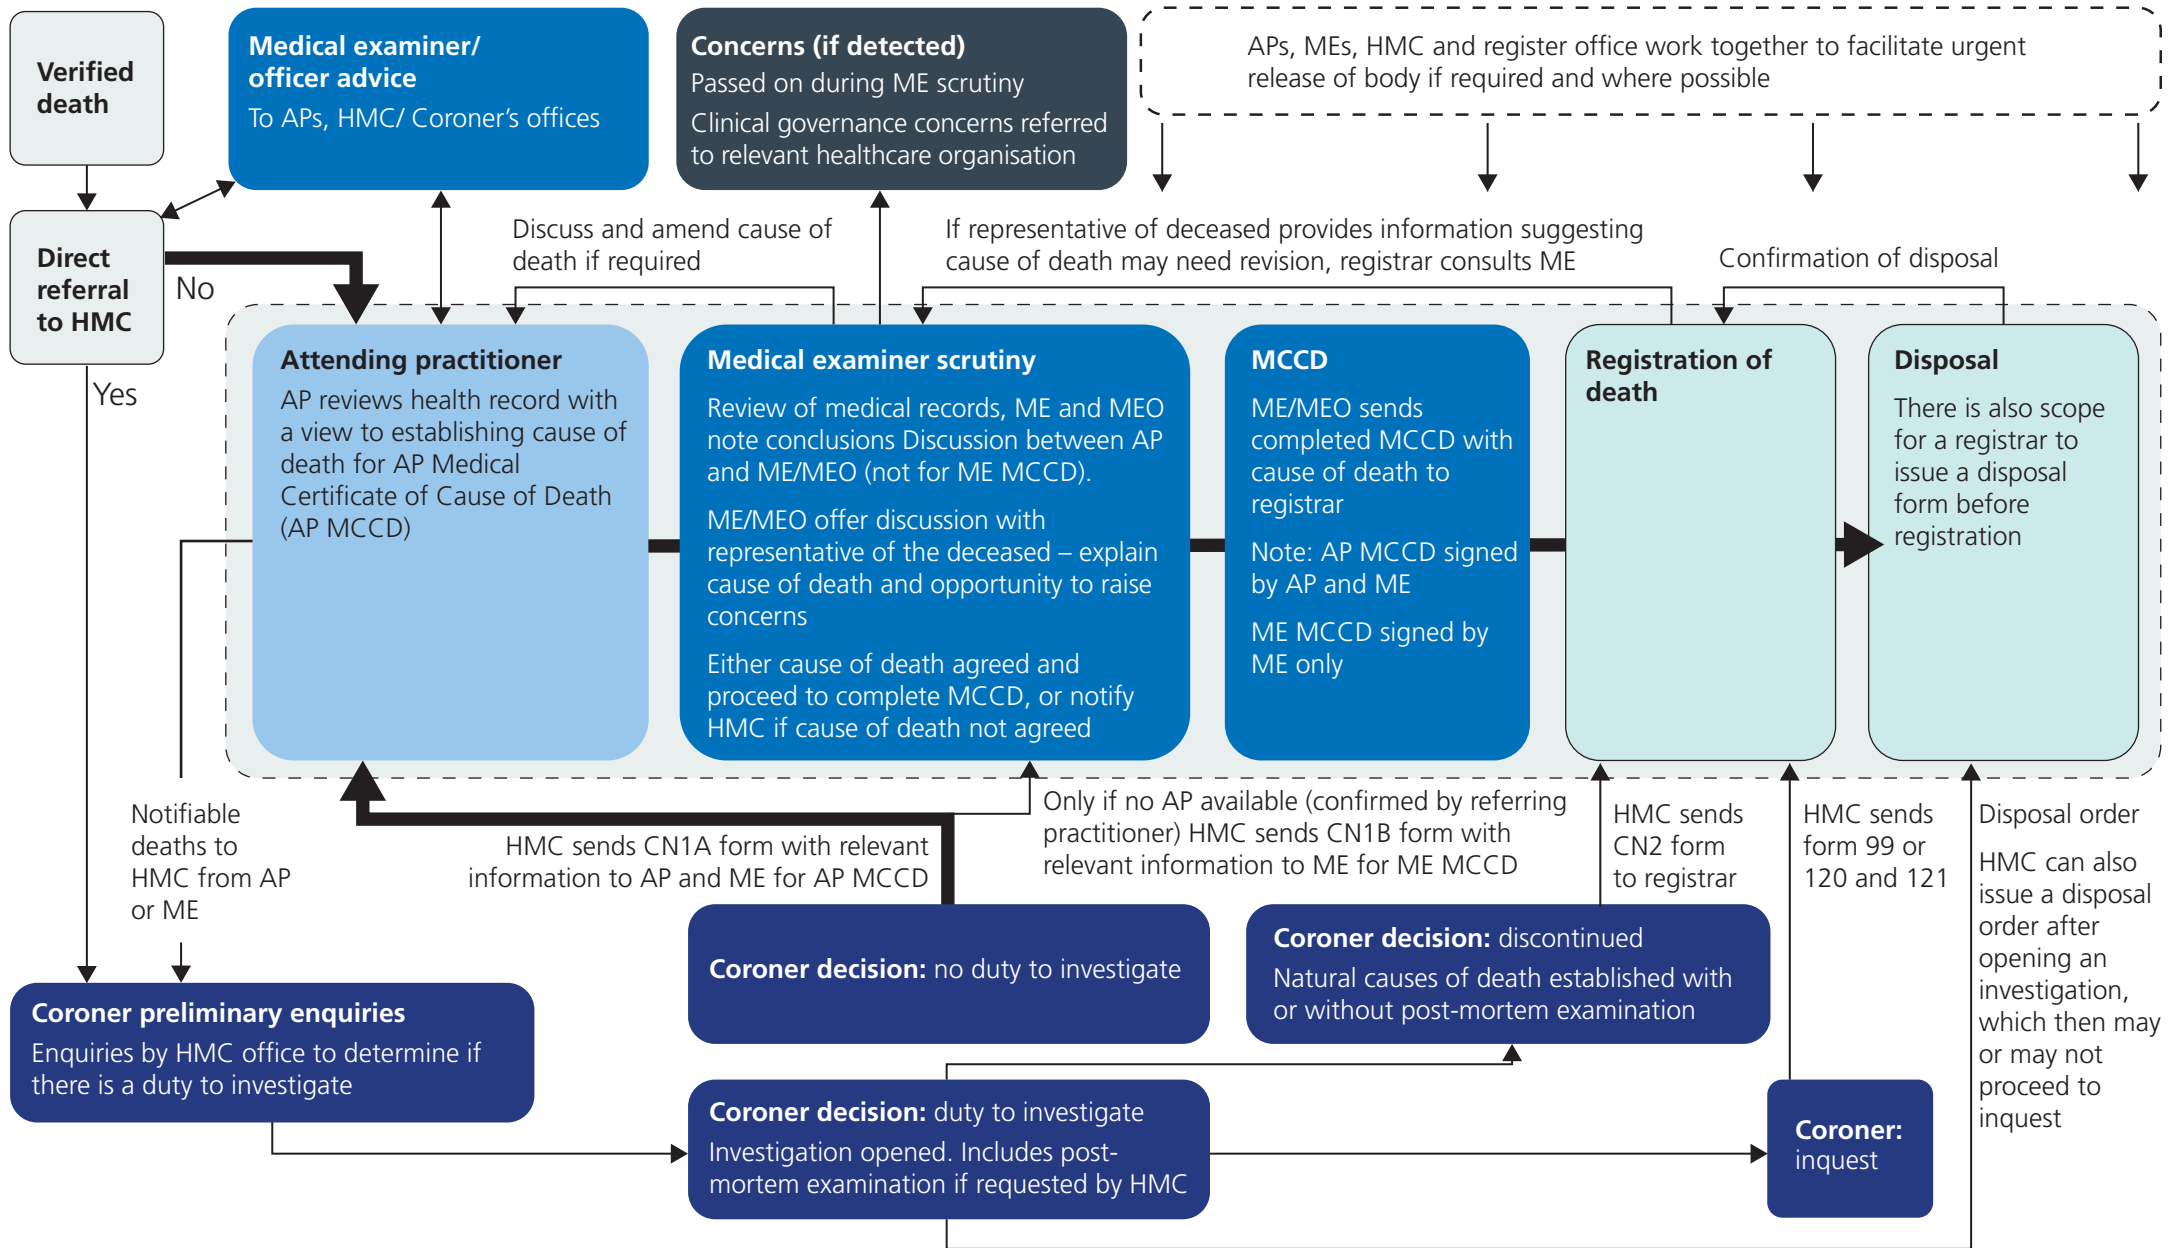 Verified
death
Medical examiner/
officer advice
To APs, HMC/ Coroner’s offices
Concerns (if detected)
Passed on during ME scrutiny
Clinical governance concerns referred
to relevant healthcare organisation
APs, MEs, HMC and register office work together to facilitate urgent
release of body if required and where possible
Direct
referral
to HMC
No
Yes
Discuss and amend cause of
death if required
If representative of deceased provides information suggesting
cause of death may need revision, registrar consults ME
Confirmation of disposal
Attending practitioner
AP reviews health record with
a view to establishing cause of
death for AP Medical
Certificate of Cause of Death
(AP MCCD)
Medical examiner scrutiny
Review of medical records, ME and MEO
note conclusions Discussion between AP
and ME/MEO (not for ME MCCD).
ME/MEO offer discussion with
representative of the deceased – explain
cause of death and opportunity to raise
concerns
Either cause of death agreed and
proceed to complete MCCD, or notify
HMC if cause of death not agreed
MCCD
ME/MEO sends
completed MCCD with
cause of death to
registrar
Note: AP MCCD signed
by AP and ME
ME MCCD signed by
ME only
Registration of
death
Disposal
There is also scope
for a registrar to
issue a disposal
form before
registration
Notifiable
deaths to
HMC from AP
or ME
HMC sends CN1A form with relevant
information to AP and ME for AP MCCD
Only if no AP available (confirmed by referring
practitioner) HMC sends CN1B form with
relevant information to ME for ME MCCD
HMC sends
CN2 form
to registrar
HMC sends
form 99 or
120 and 121
Disposal order
HMC can also
issue a disposal
order after
opening an
investigation,
which then may
or may not
proceed to
inquest
Coroner preliminary enquiries
Enquiries by HMC office to determine if
there is a duty to investigate
Coroner decision: no duty to investigate
Coroner decision: discontinued
Natural causes of death established with
or without post-mortem examination
Coroner decision: duty to investigate
Investigation opened. Includes post-
mortem examination if requested by HMC
Coroner:
inquest